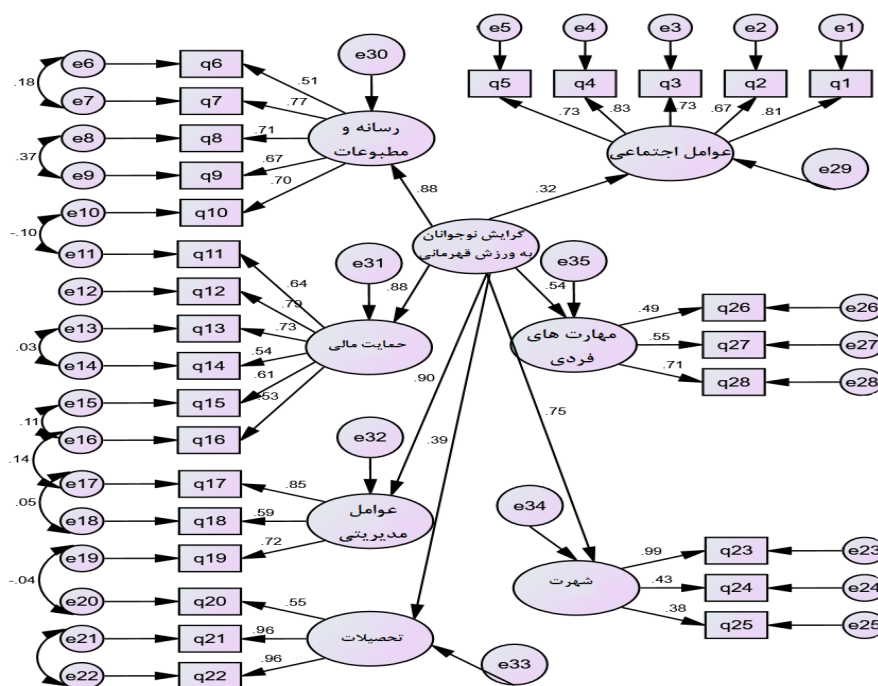 e5 e4 e3 e2 e1
q5 q4 q3 q2 q1
.73 .83 .73 .67 .81
عوامل اجتماعی
e29
.32
e30
رسانه و
مطبوعات
.88
e6 q6 .51
.18
e7 q7 .77
e8 q8 .71
.37
e9 q9 .67
e10 q10 .70
-.10
e11 q11 .64
e12 q12 .79
e13 q13 .73
.03
e14 q14 .54
e15 q15 .61
.11
e16 q16 .53
.14
e31
حمایت مالی
.88
گرایش نوجوانان
به ورزش قهرمانی
e35
.54
مهارت های
فردی
.49 q26 e26
.55 q27 e27
.71 q28 e28
.90
.39
.75
e32
عوامل
مدیریتی
e17 q17 .85
.05
e18 q18 .59
e19 q19 .72
-.04
e20 q20 .55
e21 q21 .96
e22 q22 .96
تحصیلات
e33
e34
شهرت
.99 q23 e23
.43 q24 e24
.38 q25 e25